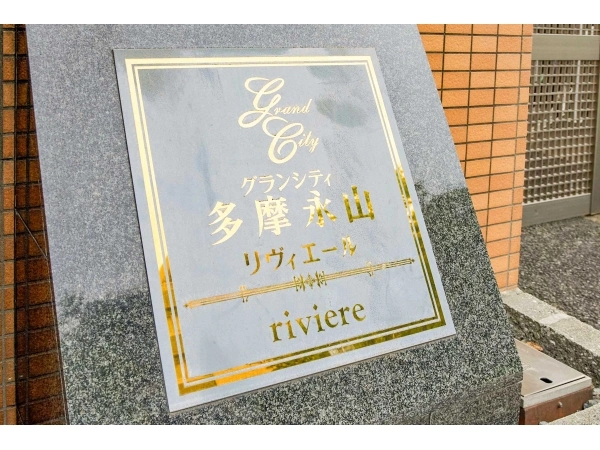 Grand
City
グランシティ
多摩永山
リヴィエール
riviere